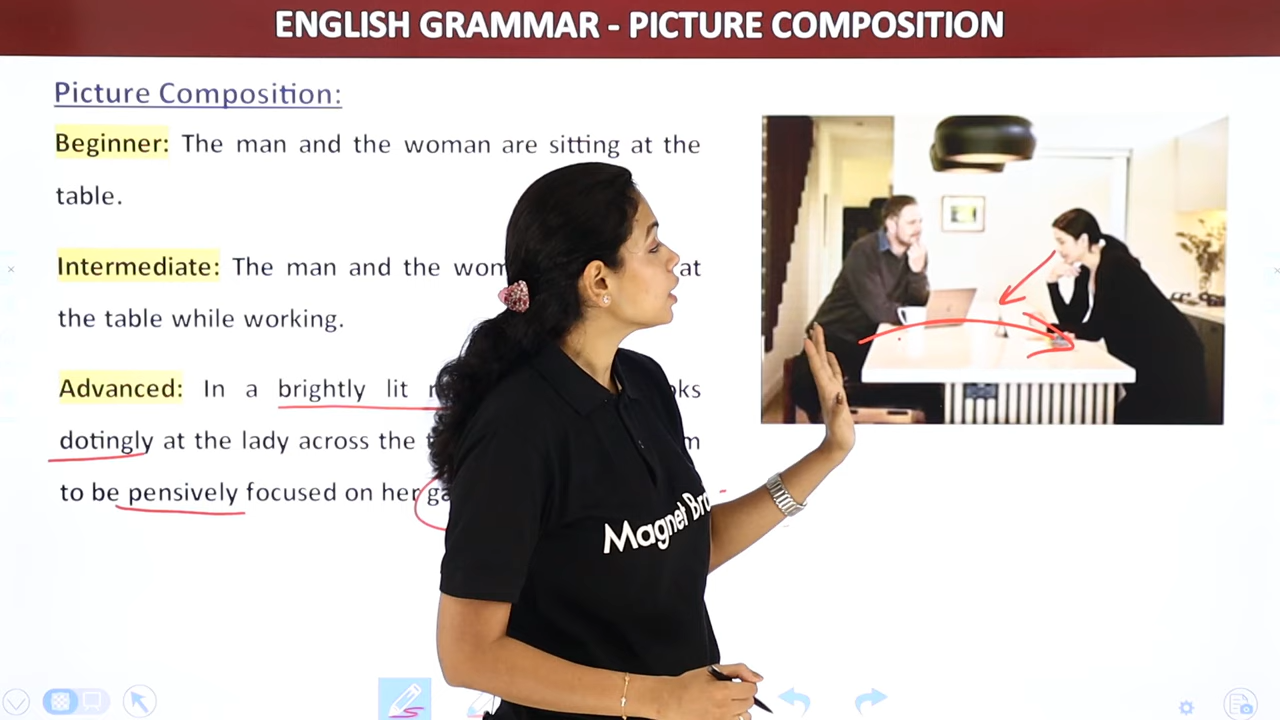 ENGLISH GRAMMAR - PICTURE COMPOSITION
Picture Composition:
Beginner: The man and the woman are sitting at the
table.
Intermediate: The man and the at
the table while working.
Advanced: In a brightly lit
dotingly at the lady across the
to be pensively focused on her
Magnet